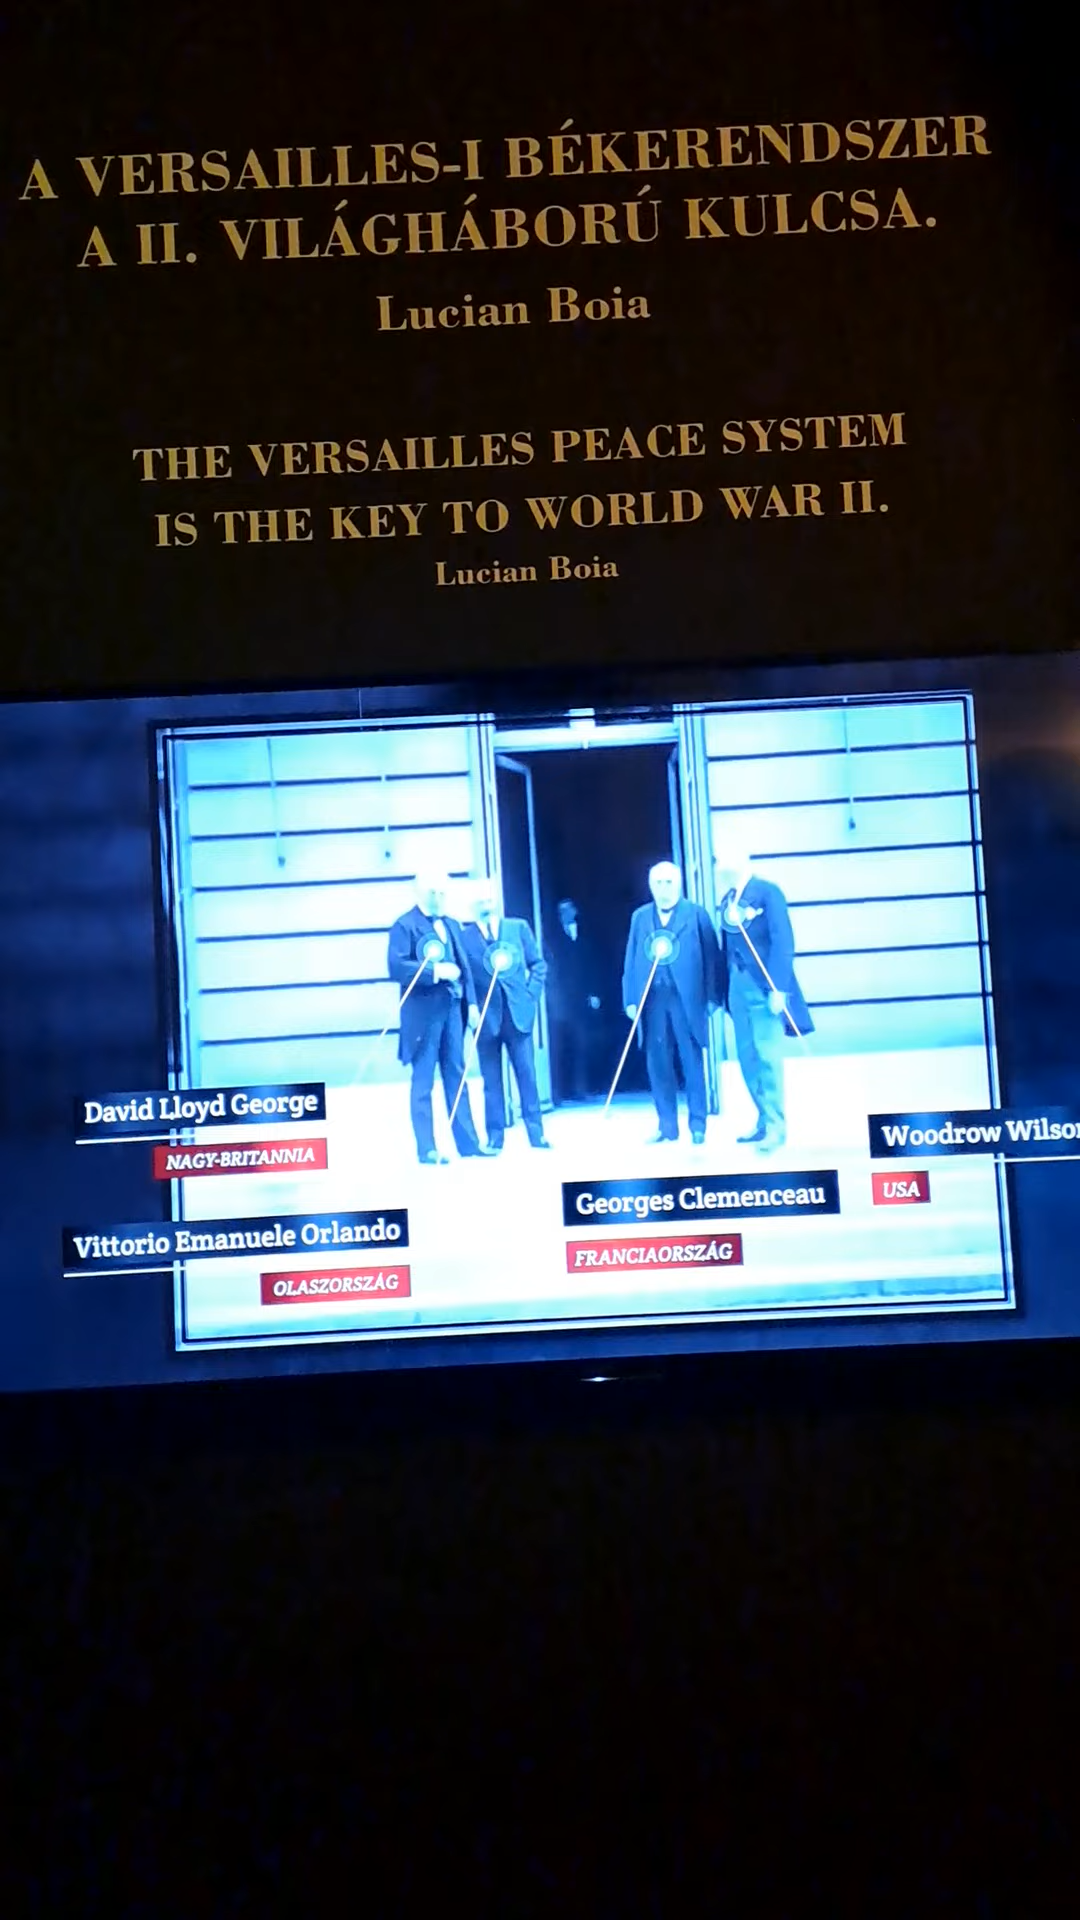 A VERSAILLES-I BÉKERENDSZER
A II. VILÁGHÁBORÚ KULCSA.
Lucian Boia
THE VERSAILLES PEACE SYSTEM
IS THE KEY TO WORLD WAR II.
Lucian Boia
David Lloyd George
NAGY-BRITANNIA
Vittorio Emanuele Orlando
OLASZORSZÁG
Georges Clemenceau
FRANCIAORSZÁG
Woodrow Wilson
USA